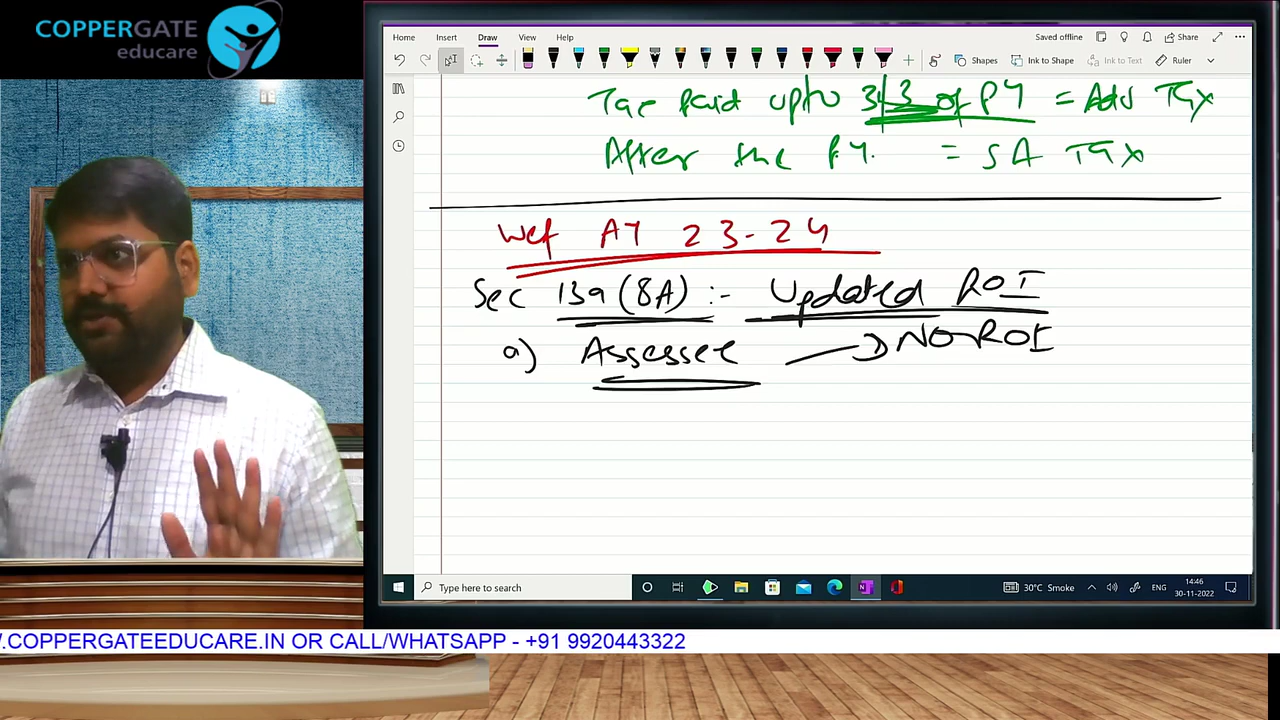 COPPERGATE
educare
Home Insert Draw View Help
Saved offline
Share
Shapes Ink to Shape Ink to Text Ruler
Tax Paid upto 31/3 of P Y = Adv Tax
After the P.Y. = SA Tax
Wef AY 23-24
Sec 139(8A) :- Updated ROI
a) Assessee → NO ROI
Type here to search
30°C Smoke
ENG
14:46
30-11-2022
.COPPERGATEEDUCARE.IN OR CALL/WHATSAPP - +91 9920443322